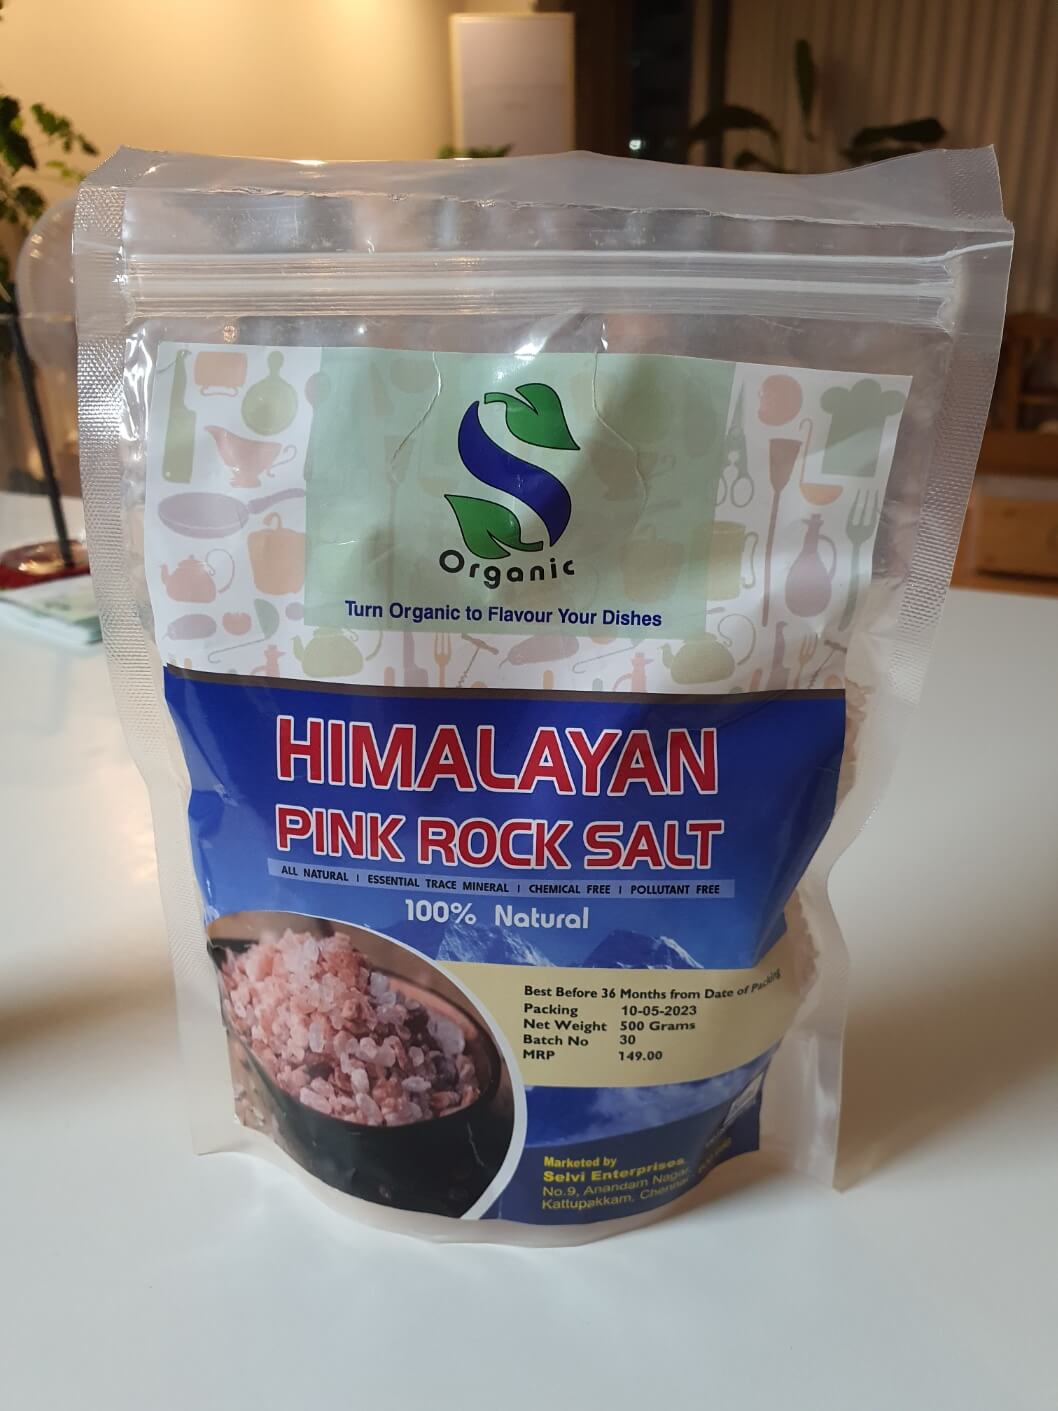 Organic
Turn Organic to Flavour Your Dishes
HIMALAYAN
PINK ROCK SALT
ALL NATURAL | ESSENTIAL TRACE MINERAL | CHEMICAL FREE | POLLUTANT FREE
100% Natural
Best Before 36 Months from Date of Packing
Packing 10-05-2023
Net Weight 500 Grams
Batch No 30
MRP 149.00
Marketed by
Selvi Enterprises
No.9, Anandam Nagar,
Kattupakkam, Chennai